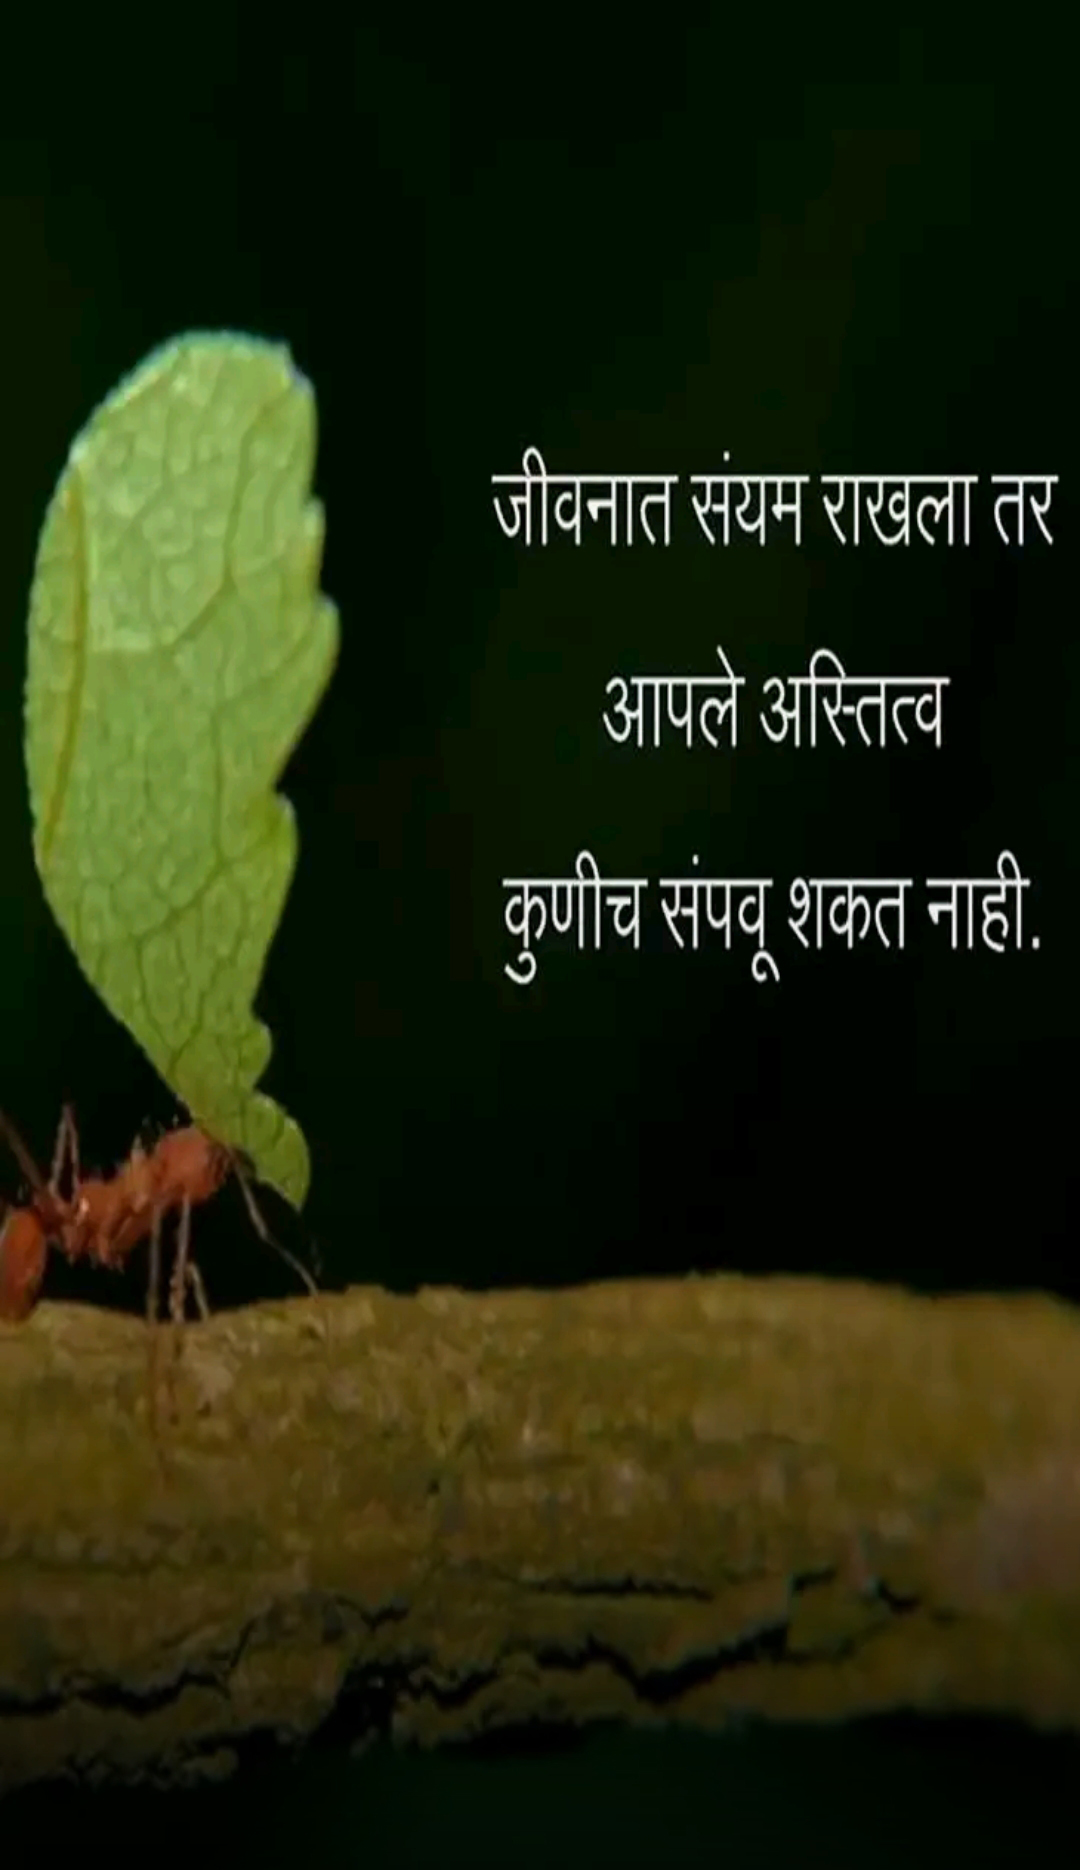 जीवनात संयम राखला तर
आपले अस्तित्व
कुणीच संपवू शकत नाही.